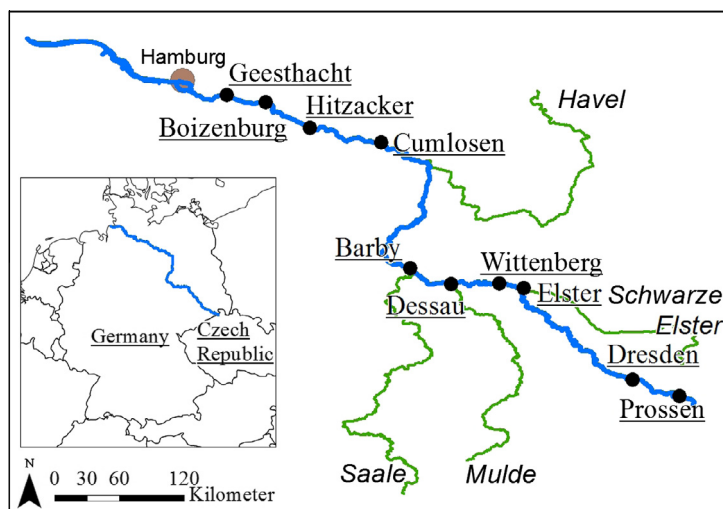 Hamburg
Geesthacht
Havel
Hitzacker
Boizenburg
Cumlosen
Barby
Wittenberg
Dessau
Elster
Schwarze
Elster
Germany
Czech
Republic
Dresden
Prossen
Saale
Mulde
N
0 30 60 120
Kilometer